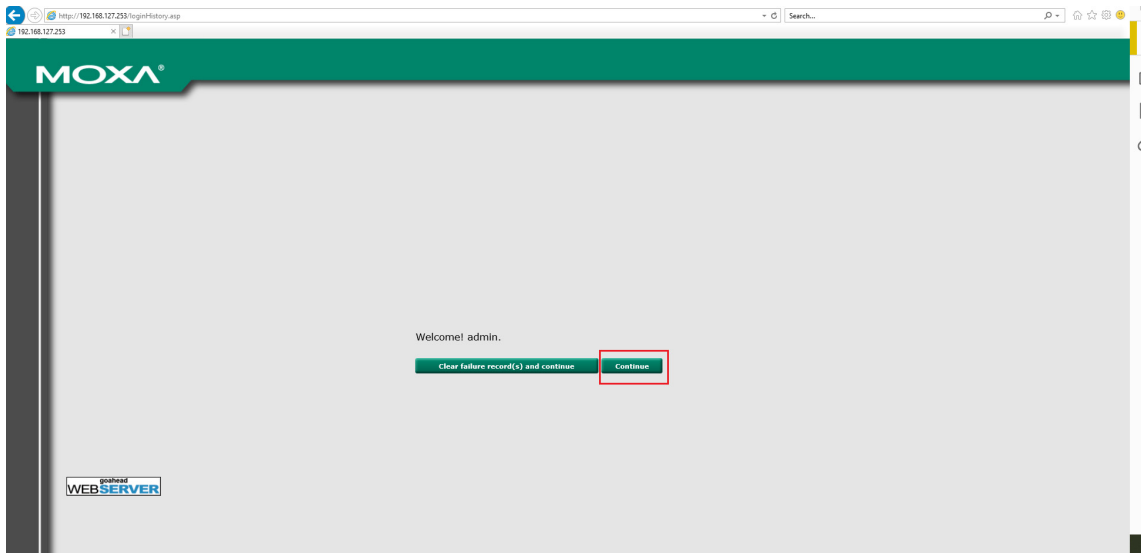 http://192.168.127.253/loginHistory.asp
Search...
192.168.127.253
MOXA®
Welcome! admin.
Clear failure record(s) and continue
Continue
goahead
WEBSERVER